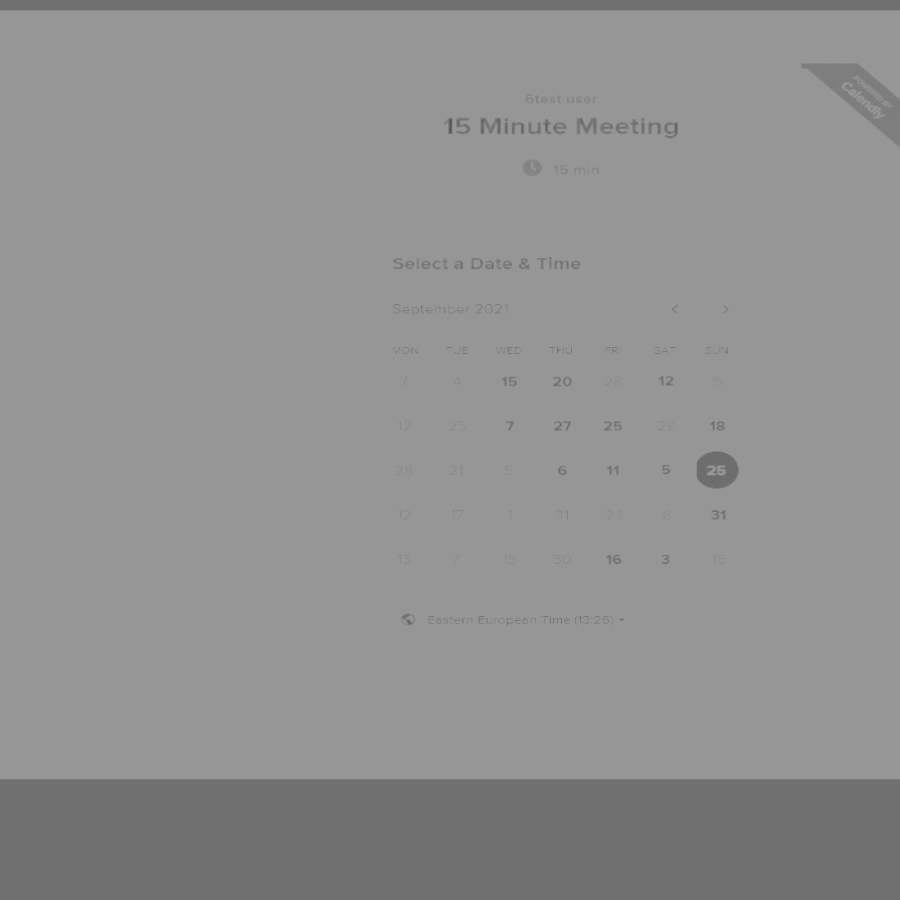 POWERED BY
Calendly
6test user
15 Minute Meeting
15 min
Select a Date & Time
September 2021
MON TUE WED THU FRI SAT SUN
7 4 15 20 28 12 5
12 25 7 27 25 29 18
28 21 5 6 11 5 25
12 17 1 31 23 8 31
13 7 15 30 16 3 16
Eastern European Time (13:26)